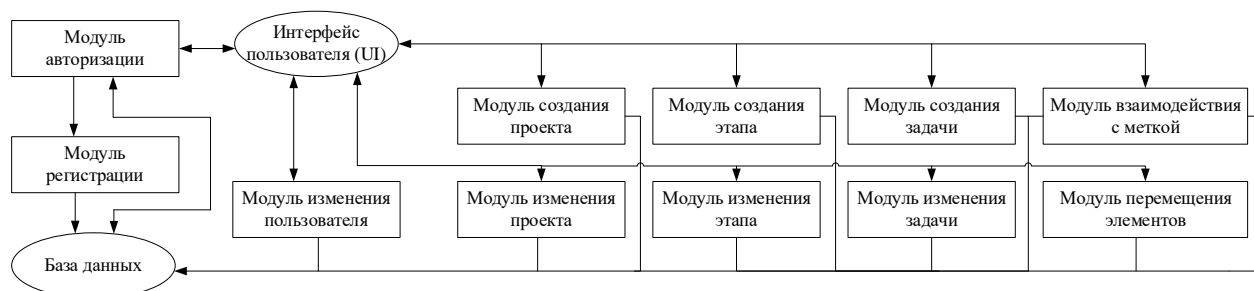 Модуль
авторизации
Интерфейс
пользователя (UI)
Модуль создания
проекта
Модуль создания
этапа
Модуль создания
задачи
Модуль взаимодействия
с меткой
Модуль
регистрации
Модуль изменения
пользователя
Модуль изменения
проекта
Модуль изменения
этапа
Модуль изменения
задачи
Модуль перемещения
элементов
База данных